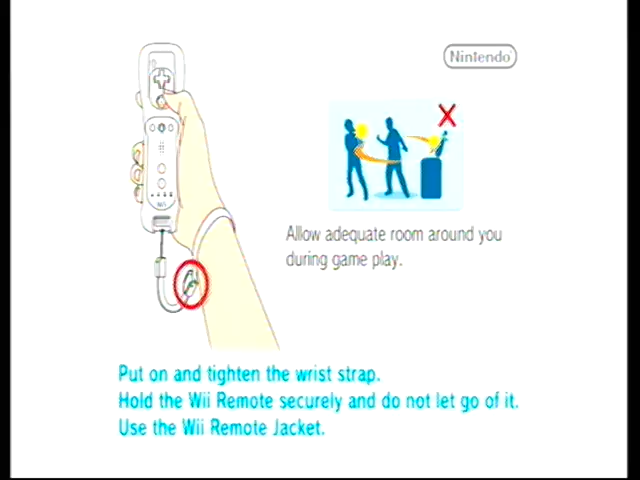 Nintendo
Allow adequate room around you
during game play.
Put on and tighten the wrist strap.
Hold the Wii Remote securely and do not let go of it.
Use the Wii Remote Jacket.